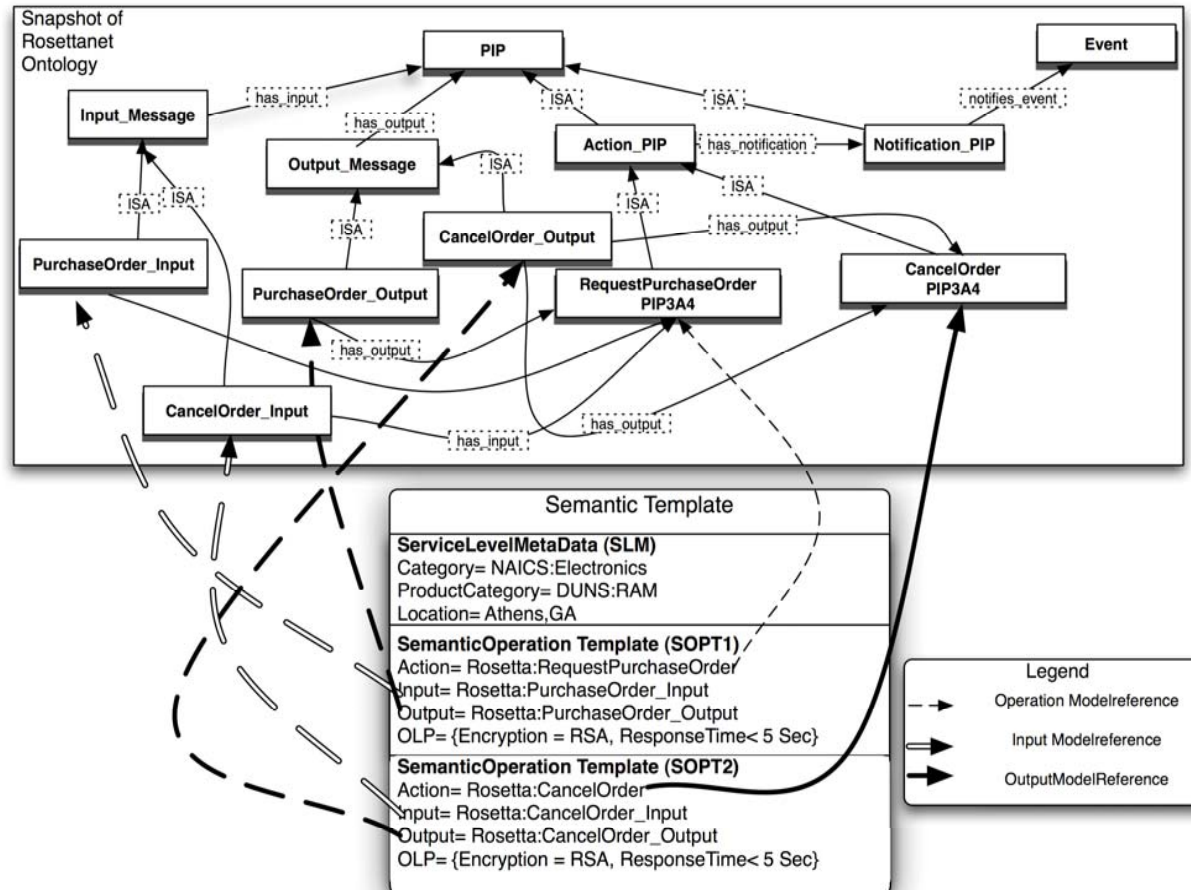 Snapshot of
Rosettanet
Ontology
PIP
Event
Input_Message
has_input
ISA
ISA
notifies_event
has_output
Output_Message
Action_PIP
has_notification
Notification_PIP
ISA
ISA
ISA
ISA
ISA
ISA
CancelOrder_Output
has_output
PurchaseOrder_Input
PurchaseOrder_Output
RequestPurchaseOrder
PIP3A4
CancelOrder
PIP3A4
has_output
CancelOrder_Input
has_input
has_output
Semantic Template
ServiceLevelMetaData (SLM)
Category= NAICS:Electronics
ProductCategory= DUNS:RAM
Location= Athens,GA
SemanticOperation Template (SOPT1)
Action= Rosetta:RequestPurchaseOrder
Input= Rosetta:PurchaseOrder_Input
Output= Rosetta:PurchaseOrder_Output
OLP= {Encryption = RSA, ResponseTime< 5 Sec}
SemanticOperation Template (SOPT2)
Action= Rosetta:CancelOrder
Input= Rosetta:CancelOrder_Input
Output= Rosetta:CancelOrder_Output
OLP= {Encryption = RSA, ResponseTime< 5 Sec}
Legend
Operation Modelreference
Input Modelreference
OutputModelReference